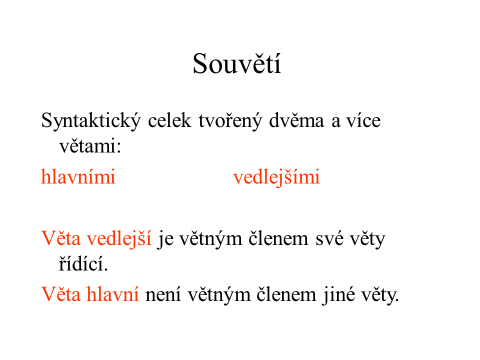 Souvětí
Syntaktický celek tvořený dvěma a více
větami:
hlavními vedlejšími
Věta vedlejší je větným členem své věty
řídící.
Věta hlavní není větným členem jiné věty.